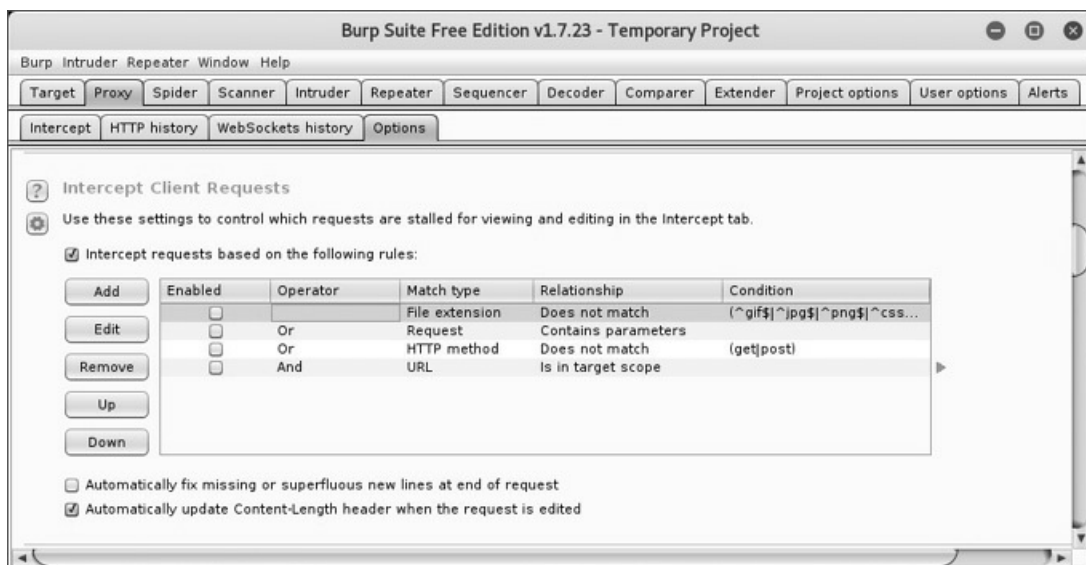 Burp Suite Free Edition v1.7.23 - Temporary Project
Burp Intruder Repeater Window Help
Target Proxy Spider Scanner Intruder Repeater Sequencer Decoder Comparer Extender Project options User options Alerts
Intercept HTTP history WebSockets history Options
? Intercept Client Requests
Use these settings to control which requests are stalled for viewing and editing in the Intercept tab.
Intercept requests based on the following rules:
Add Enabled Operator Match type Relationship Condition
File extension Does not match (^gif$|^jpg$|^png$|^css...
Edit Or Request Contains parameters
Or HTTP method Does not match (get|post)
Remove And URL Is in target scope
Up
Down
Automatically fix missing or superfluous new lines at end of request
Automatically update Content-Length header when the request is edited